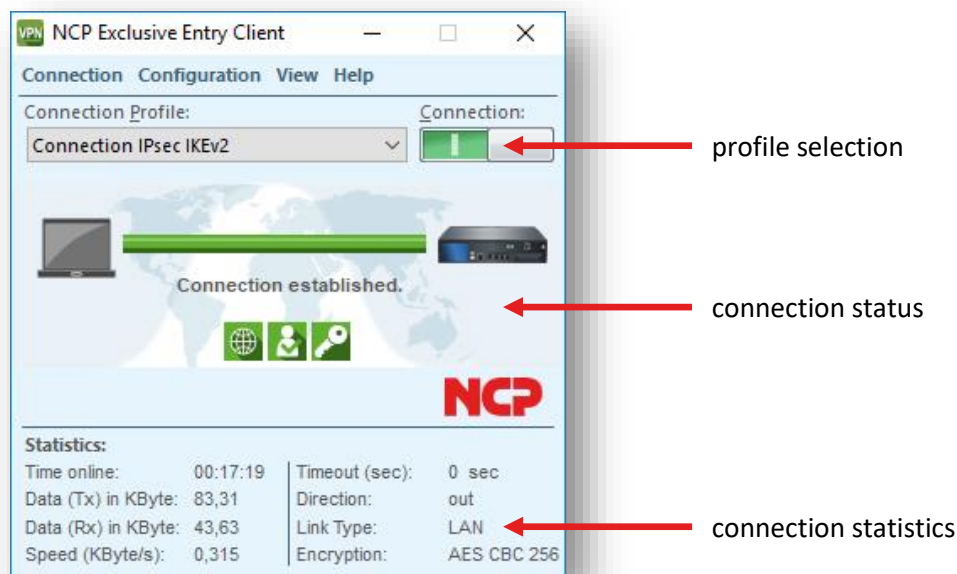 VPN NCP Exclusive Entry Client
Connection Configuration View Help
Connection Profile: Connection:
Connection IPsec IKEv2
profile selection
Connection established.
connection status
NCP
Statistics:
Time online: 00:17:19 Timeout (sec): 0 sec
Data (Tx) in KByte: 83,31 Direction: out
Data (Rx) in KByte: 43,63 Link Type: LAN
connection statistics
Speed (KByte/s): 0,315 Encryption: AES CBC 256